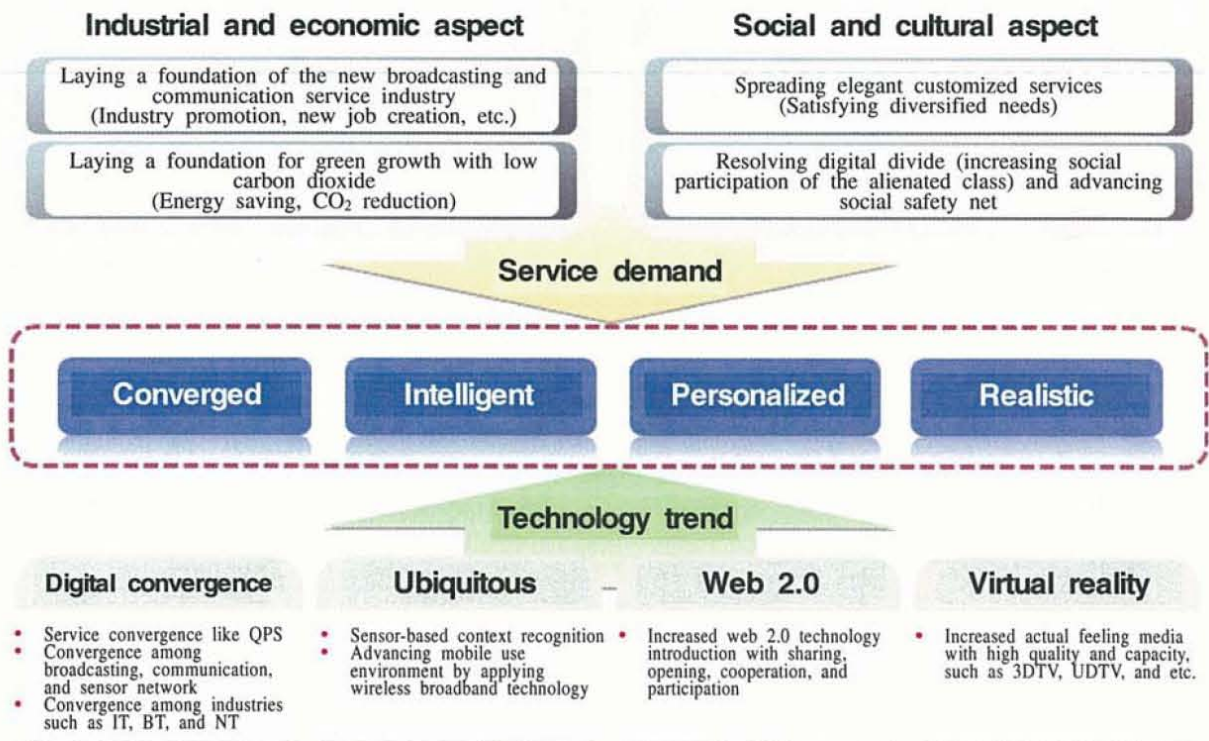 Industrial and economic aspect
Laying a foundation of the new broadcasting and
communication service industry
(Industry promotion, new job creation, etc.)
Laying a foundation for green growth with low
carbon dioxide
(Energy saving, CO₂ reduction)
Social and cultural aspect
Spreading elegant customized services
(Satisfying diversified needs)
Resolving digital divide (increasing social
participation of the alienated class) and advancing
social safety net
Service demand
Converged
Intelligent
Personalized
Realistic
Technology trend
Digital convergence
• Service convergence like QPS
• Convergence among
broadcasting, communication,
and sensor network
• Convergence among industries
such as IT, BT, and NT
Ubiquitous
• Sensor-based context recognition
• Advancing mobile use
environment by applying
wireless broadband technology
Web 2.0
• Increased web 2.0 technology
introduction with sharing,
opening, cooperation, and
participation
Virtual reality
• Increased actual feeling media
with high quality and capacity,
such as 3DTV, UDTV, and etc.